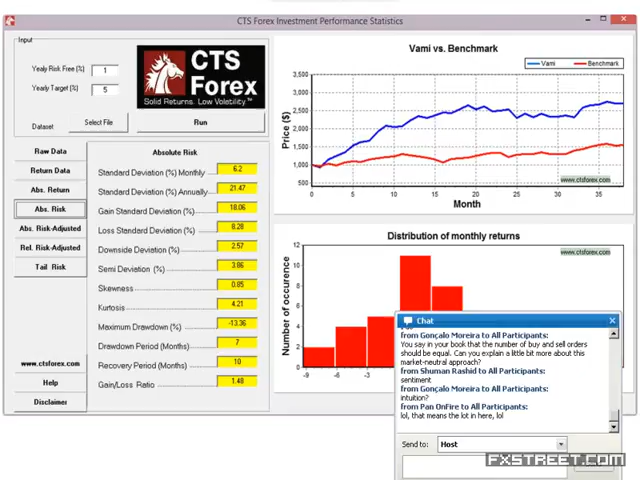 CTS Forex Investment Performance Statistics
Input
Yealy Risk Free (%) 1
Yealy Target (%) 5
Dataset: Select File Run
CTS
Forex
Solid Returns. Low Volatility
Raw Data
Return Data
Abs. Return
Abs. Risk
Abs. Risk-Adjusted
Rel. Risk-Adjusted
Tail Risk
www.ctsforex.com
Help
Disclaimer
Absolute Risk
Standard Deviation (%) Monthly 6.2
Standard Deviation (%) Annually 21.47
Gain Standard Deviation (%) 18.06
Loss Standard Deviation (%) 8.28
Downside Deviation (%) 2.57
Semi Deviation (%) 3.86
Skewness 0.85
Kurtosis 4.21
Maximum Drawdown (%) -13.36
Drawdown Period (Months) 7
Recovery Period (Months) 10
Gain/Loss Ratio 1.48
Vami vs. Benchmark
Vami Benchmark
Price ($)
3,500
3,000
2,500
2,000
1,500
1,000
500
0 5 10 15 20 25 30 35
Month
www.ctsforex.com
Distribution of monthly returns
www.ctsforex.com
Number of occurence
12
10
8
6
4
2
0
-9 -6 -3
Chat
from Gonçalo Moreira to All Participants:
You say in your book that the number of buy and sell orders
should be equal. Can you explain a little bit more about this
market-neutral approach?
from Shuman Rashid to All Participants:
sentiment
from Gonçalo Moreira to All Participants:
intuition?
from Pan OnFire to All Participants:
lol, that means the lot in here, lol
Send to: Host
FXSTREET.COM